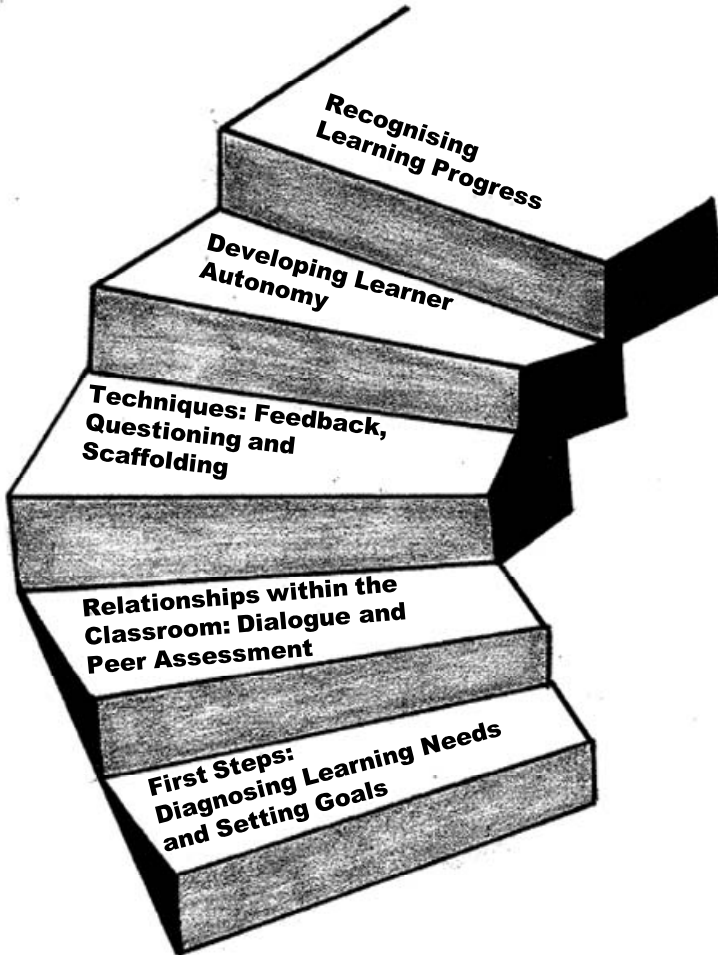 Recognising
Learning Progress
Developing Learner
Autonomy
Techniques: Feedback,
Questioning and
Scaffolding
Relationships within the
Classroom: Dialogue and
Peer Assessment
First Steps:
Diagnosing Learning Needs
and Setting Goals